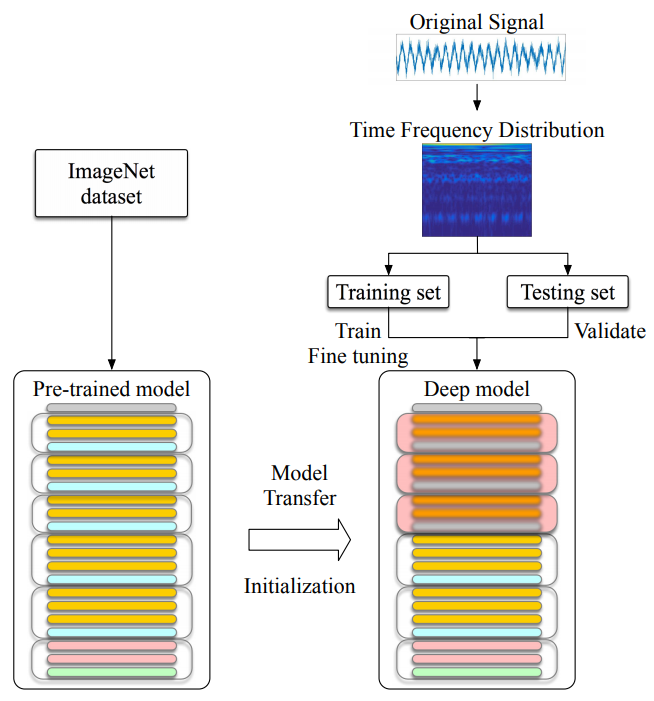 Original Signal
Time Frequency Distribution
ImageNet
dataset
Training set
Testing set
Train
Fine tuning
Validate
Pre-trained model
Deep model
Model
Transfer
Initialization